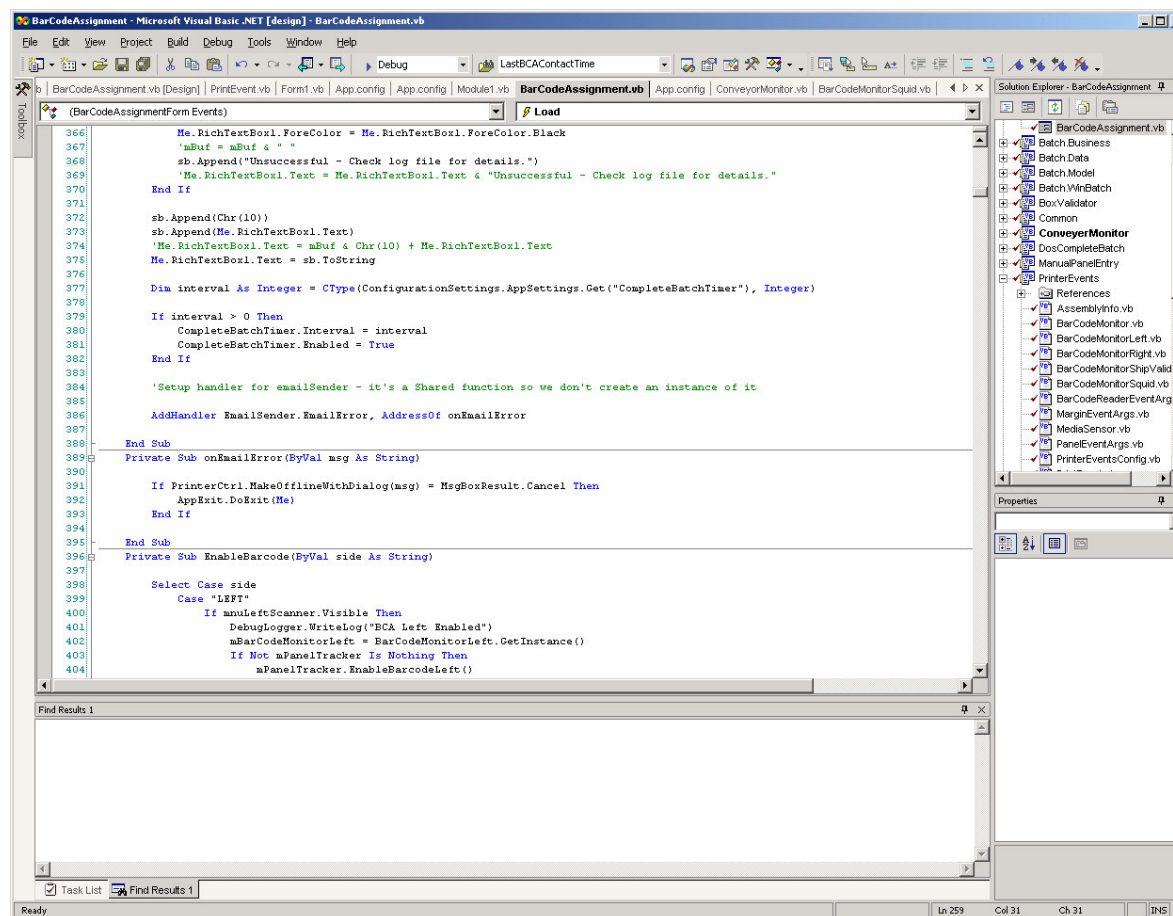 BarCodeAssignment - Microsoft Visual Basic .NET [design] - BarCodeAssignment.vb
File Edit View Project Build Debug Tools Window Help
Debug LastBCAContactTime
Toolbox
b BarCodeAssignment.vb [Design] PrintEvent.vb Form1.vb App.config App.config Module1.vb BarCodeAssignment.vb App.config ConveyorMonitor.vb BarCodeMonitorSquid.vb
(BarCodeAssignmentForm Events) Load
366 Me.RichTextBox1.ForeColor = Me.RichTextBox1.ForeColor.Black
367 'mBuf = mBuf & " "
368 sb.Append("Unsuccessful - Check log file for details.")
369 'Me.RichTextBox1.Text = Me.RichTextBox1.Text & "Unsuccessful - Check log file for details."
370 End If
371
372 sb.Append(Chr(10))
373 sb.Append(Me.RichTextBox1.Text)
374 'Me.RichTextBox1.Text = mBuf & Chr(10) + Me.RichTextBox1.Text
375 Me.RichTextBox1.Text = sb.ToString
376
377 Dim interval As Integer = CType(ConfigurationSettings.AppSettings.Get("CompleteBatchTimer"), Integer)
378
379 If interval > 0 Then
380 CompleteBatchTimer.Interval = interval
381 CompleteBatchTimer.Enabled = True
382 End If
383
384 'Setup handler for emailSender - it's a Shared function so we don't create an instance of it
385
386 AddHandler EmailSender.EmailError, AddressOf onEmailError
387
388 End Sub
389 Private Sub onEmailError(ByVal msg As String)
390
391 If PrinterCtrl.MakeOfflineWithDialog(msg) = MsgBoxResult.Cancel Then
392 AppExit.DoExit(Me)
393 End If
394
395 End Sub
396 Private Sub EnableBarcode(ByVal side As String)
397
398 Select Case side
399 Case "LEFT"
400 If mnuLeftScanner.Visible Then
401 DebugLogger.WriteLog("BCA Left Enabled")
402 mBarCodeMonitorLeft = BarCodeMonitorLeft.GetInstance()
403 If Not mPanelTracker Is Nothing Then
404 mPanelTracker.EnableBarcodeLeft()
Solution Explorer - BarCodeAssignment
BarCodeAssignment.vb
Batch.Business
Batch.Data
Batch.Model
Batch.WinBatch
BoxValidator
Common
ConveyerMonitor
DosCompleteBatch
ManualPanelEntry
PrinterEvents
References
AssemblyInfo.vb
BarCodeMonitor.vb
BarCodeMonitorLeft.vb
BarCodeMonitorRight.vb
BarCodeMonitorShipValid
BarCodeMonitorSquid.vb
BarCodeReaderEventArg
MarginEventArgs.vb
MediaSensor.vb
PanelEventArgs.vb
PrinterEventsConfig.vb
Properties
Find Results 1
Task List Find Results 1
Ready Ln 259 Col 31 Ch 31 INS